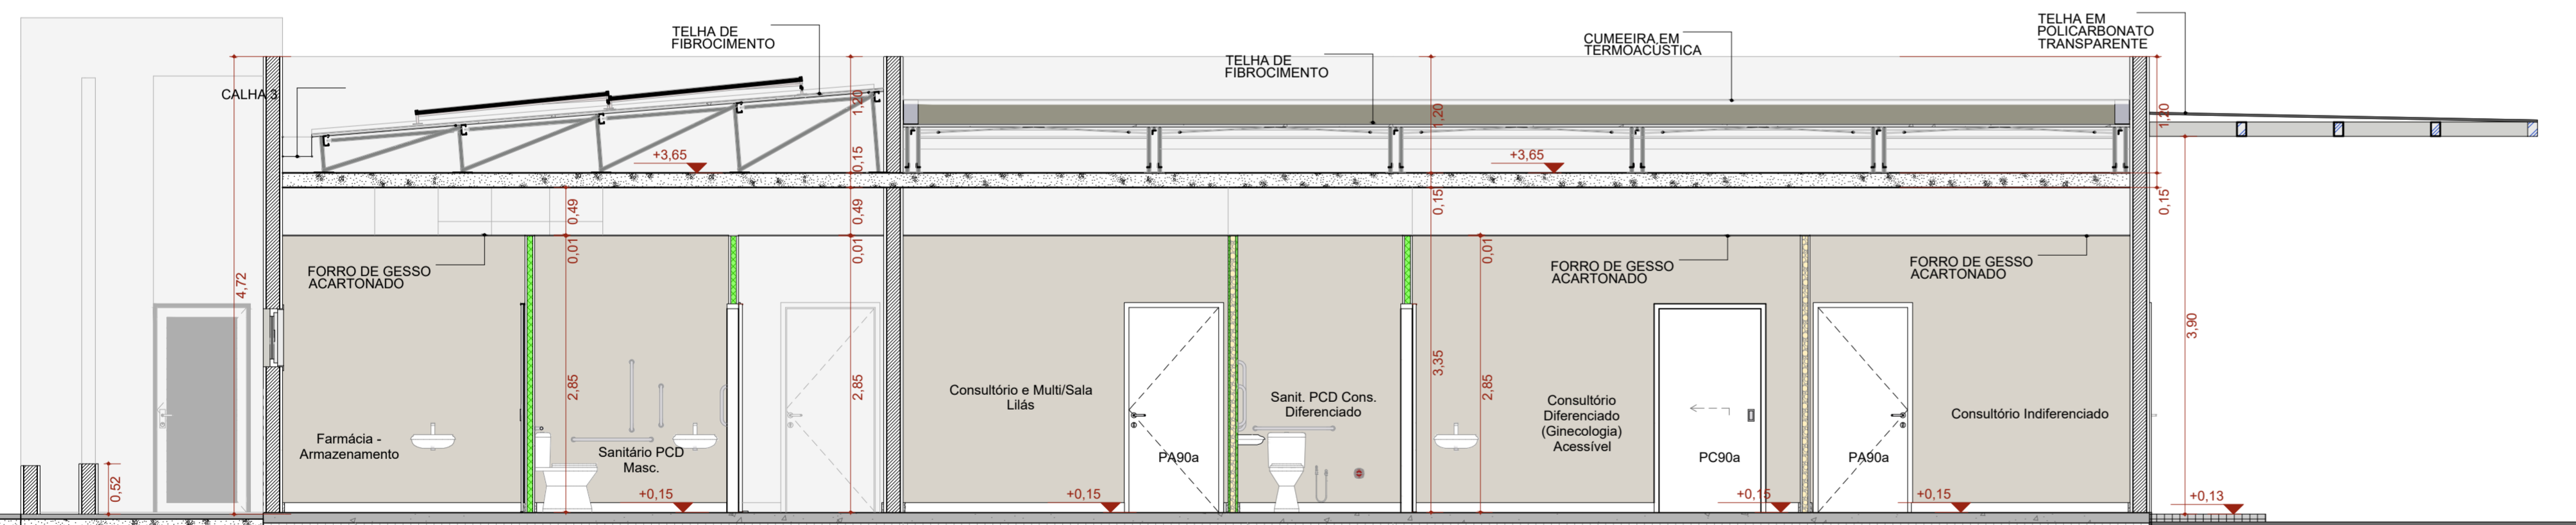 TELHA DE
FIBROCIMENTO
TELHA DE
FIBROCIMENTO
CUMEEIRA EM
TERMOACÚSTICA
TELHA EM
POLICARBONATO
TRANSPARENTE
CALHA 3
1,20
1,20
1,20
+3,65
+3,65
0,15
0,15
0,15
0,49
0,49
0,01
0,01
0,01
FORRO DE GESSO
ACARTONADO
FORRO DE GESSO
ACARTONADO
FORRO DE GESSO
ACARTONADO
4,72
3,90
3,35
2,85
2,85
2,85
Farmácia -
Armazenamento
Sanitário PCD
Masc.
Consultório e Multi/Sala
Lilás
PA90a
Sanit. PCD Cons.
Diferenciado
Consultório
Diferenciado
(Ginecologia)
Acessível
PC90a
PA90a
Consultório Indiferenciado
0,52
+0,15
+0,15
+0,15
+0,15
+0,13